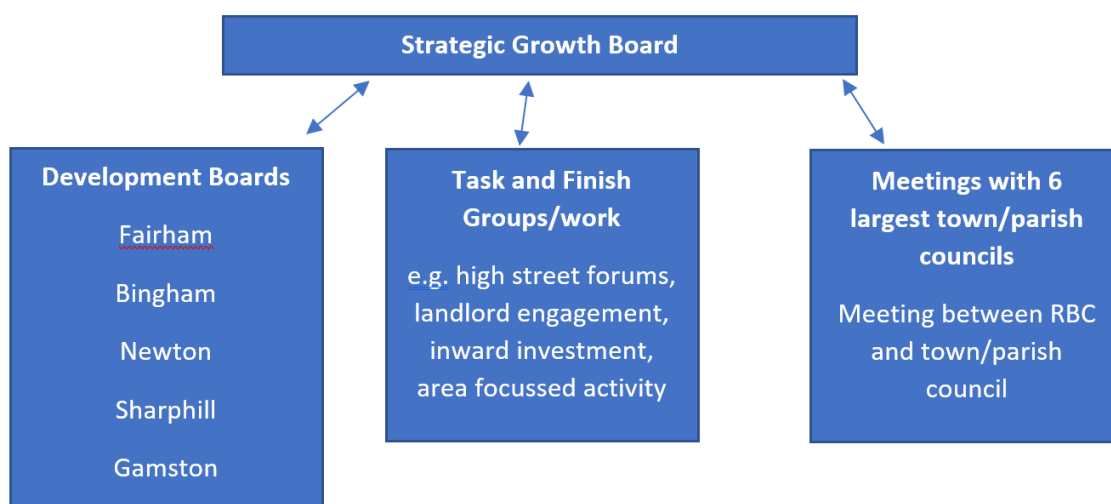 Strategic Growth Board
Development Boards
Fairham
Bingham
Newton
Sharphill
Gamston
Task and Finish
Groups/work
e.g. high street forums,
landlord engagement,
inward investment,
area focussed activity
Meetings with 6
largest town/parish
councils
Meeting between RBC
and town/parish
council